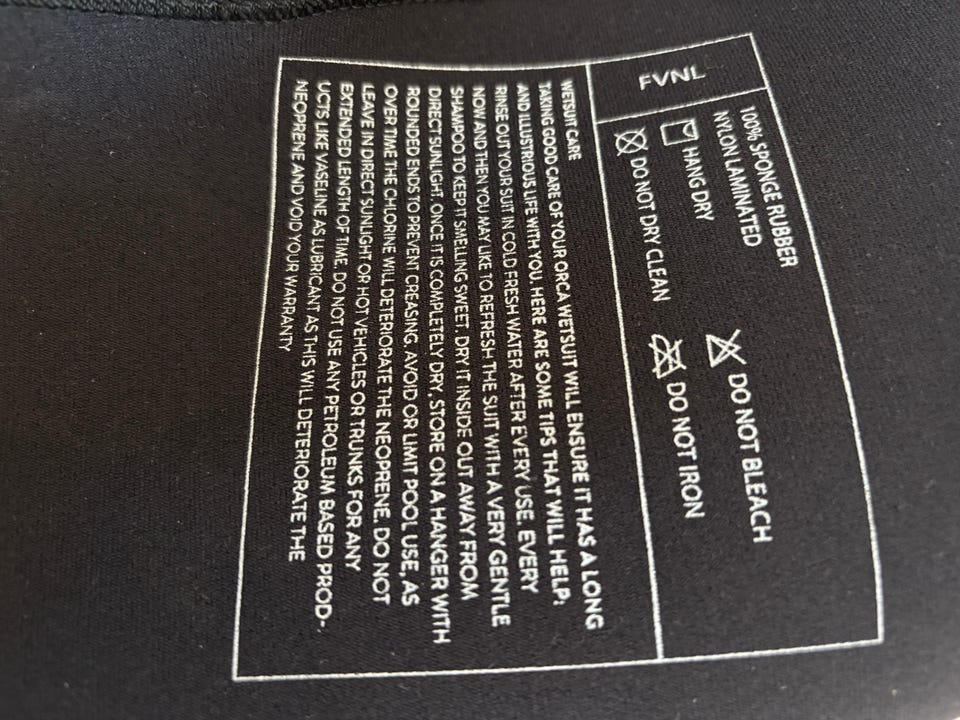 FVNL
100% SPONGE RUBBER
NYLON LAMINATED
HANG DRY
DO NOT BLEACH
DO NOT DRY CLEAN
DO NOT IRON
WETSUIT CARE
TAKING GOOD CARE OF YOUR ORCA WETSUIT WILL ENSURE IT HAS A LONG
AND ILLUSTRIOUS LIFE WITH YOU. HERE ARE SOME TIPS THAT WILL HELP:
RINSE OUT YOUR SUIT IN COLD FRESH WATER AFTER EVERY USE. EVERY
NOW AND THEN YOU MAY LIKE TO REFRESH THE SUIT WITH A VERY GENTLE
SHAMPOO TO KEEP IT SMELLING SWEET. DRY IT INSIDE OUT AWAY FROM
DIRECT SUNLIGHT. ONCE IT IS COMPLETELY DRY, STORE ON A HANGER WITH
ROUNDED ENDS TO PREVENT CREASING. AVOID OR LIMIT POOL USE, AS
OVER TIME THE CHLORINE WILL DETERIORATE THE NEOPRENE. DO NOT
LEAVE IN DIRECT SUNLIGHT OR HOT VEHICLES OR TRUNKS FOR ANY
EXTENDED LENGTH OF TIME. DO NOT USE ANY PETROLEUM BASED PROD-
UCTS LIKE VASELINE AS LUBRICANT AS THIS WILL DETERIORATE THE
NEOPRENE AND VOID YOUR WARRANTY